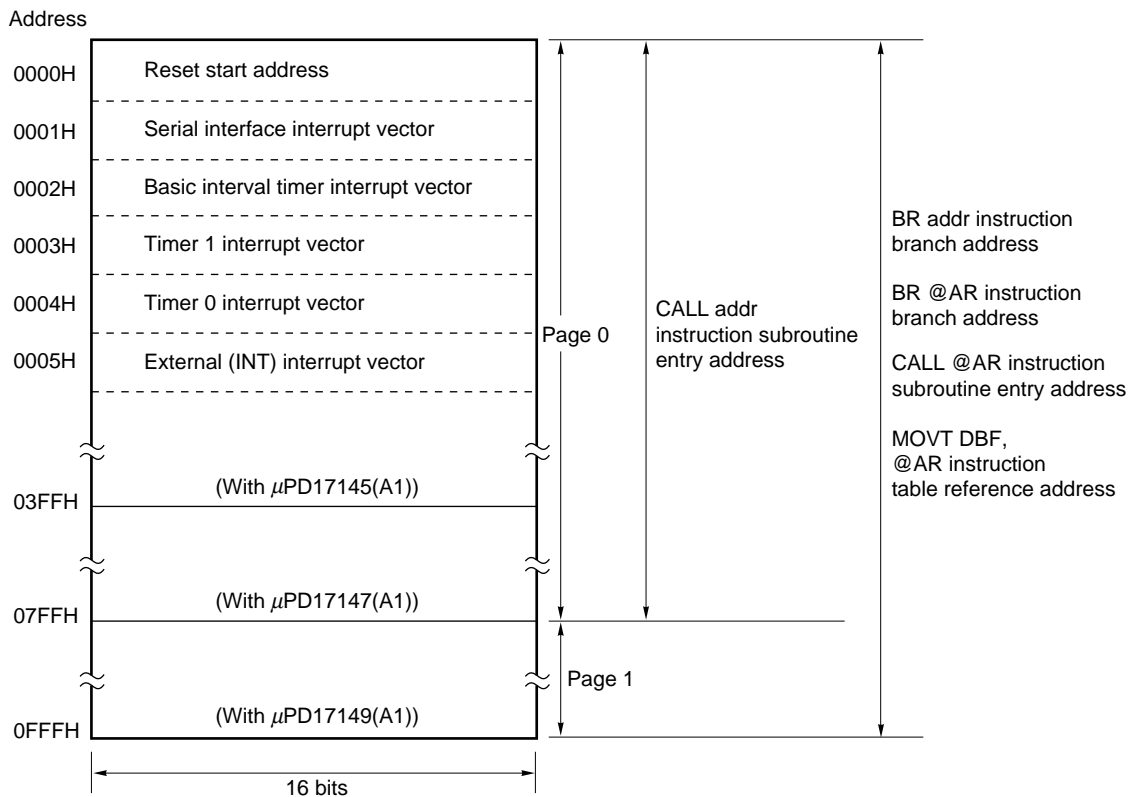 Address
0000H
Reset start address
0001H
Serial interface interrupt vector
0002H
Basic interval timer interrupt vector
0003H
Timer 1 interrupt vector
0004H
Timer 0 interrupt vector
0005H
External (INT) interrupt vector
03FFH
(With μPD17145(A1))
07FFH
(With μPD17147(A1))
0FFFH
(With μPD17149(A1))
16 bits
Page 0
Page 1
CALL addr
instruction subroutine
entry address
BR addr instruction
branch address
BR @AR instruction
branch address
CALL @AR instruction
subroutine entry address
MOVT DBF,
@AR instruction
table reference address